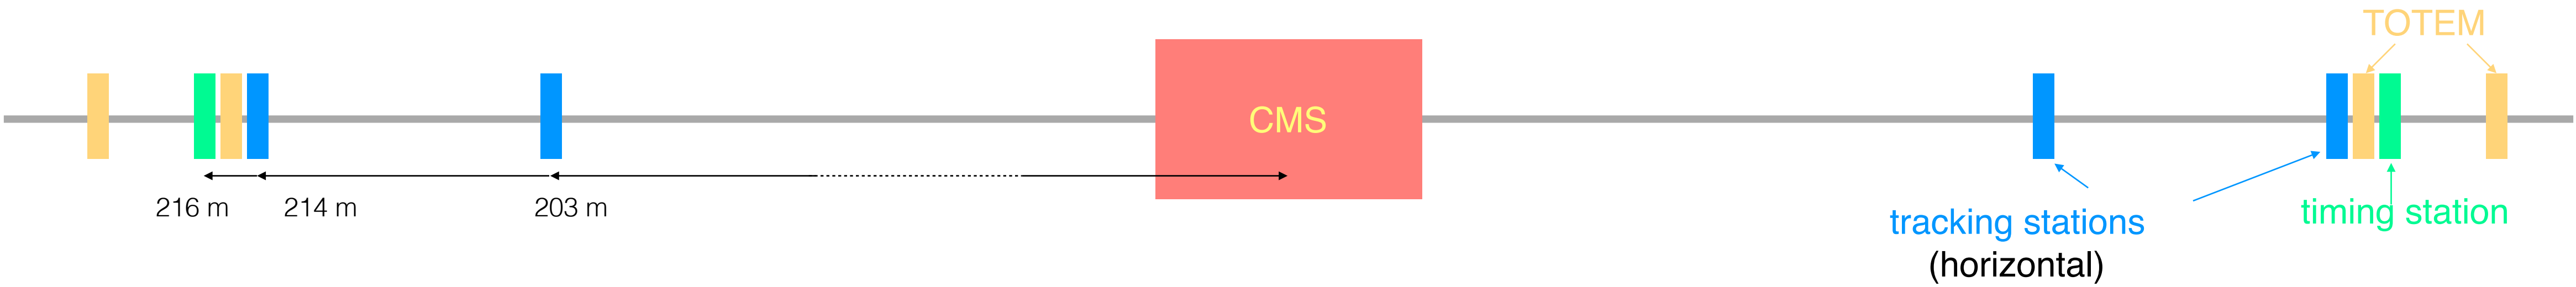 TOTEM
CMS
216 m
214 m
203 m
tracking stations
(horizontal)
timing station